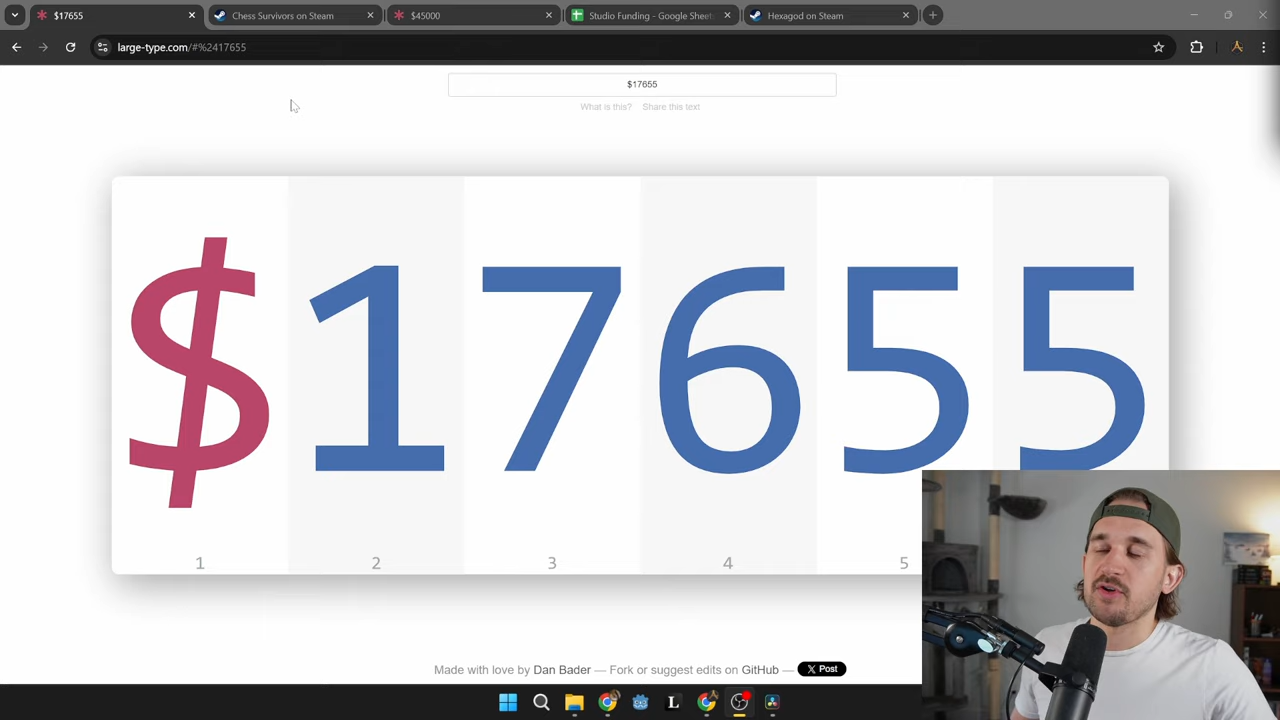 $17655
Chess Survivors on Steam
$45000
Studio Funding - Google Sheet
Hexagod on Steam
large-type.com/#%2417655
$17655
What is this? Share this text
$17655
1 2 3 4 5
Made with love by Dan Bader — Fork or suggest edits on GitHub — X Post